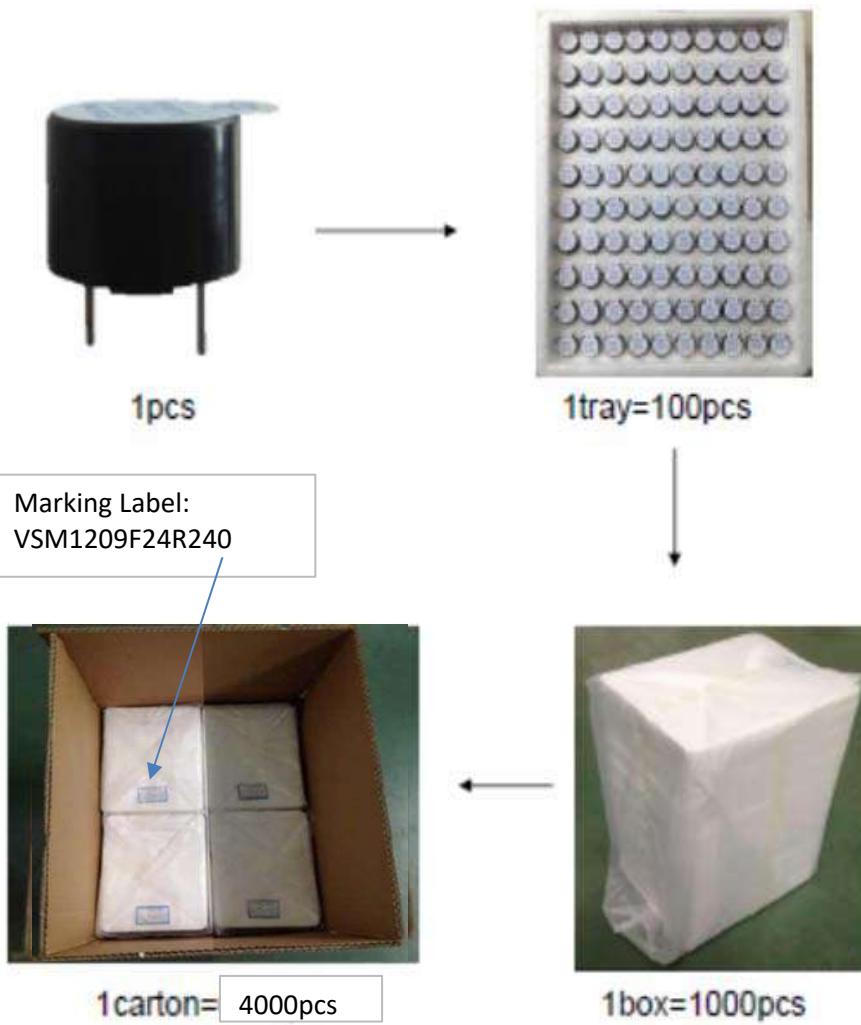 1pcs
1tray=100pcs
Marking Label:
VSM1209F24R240
1carton= 4000pcs
1box=1000pcs